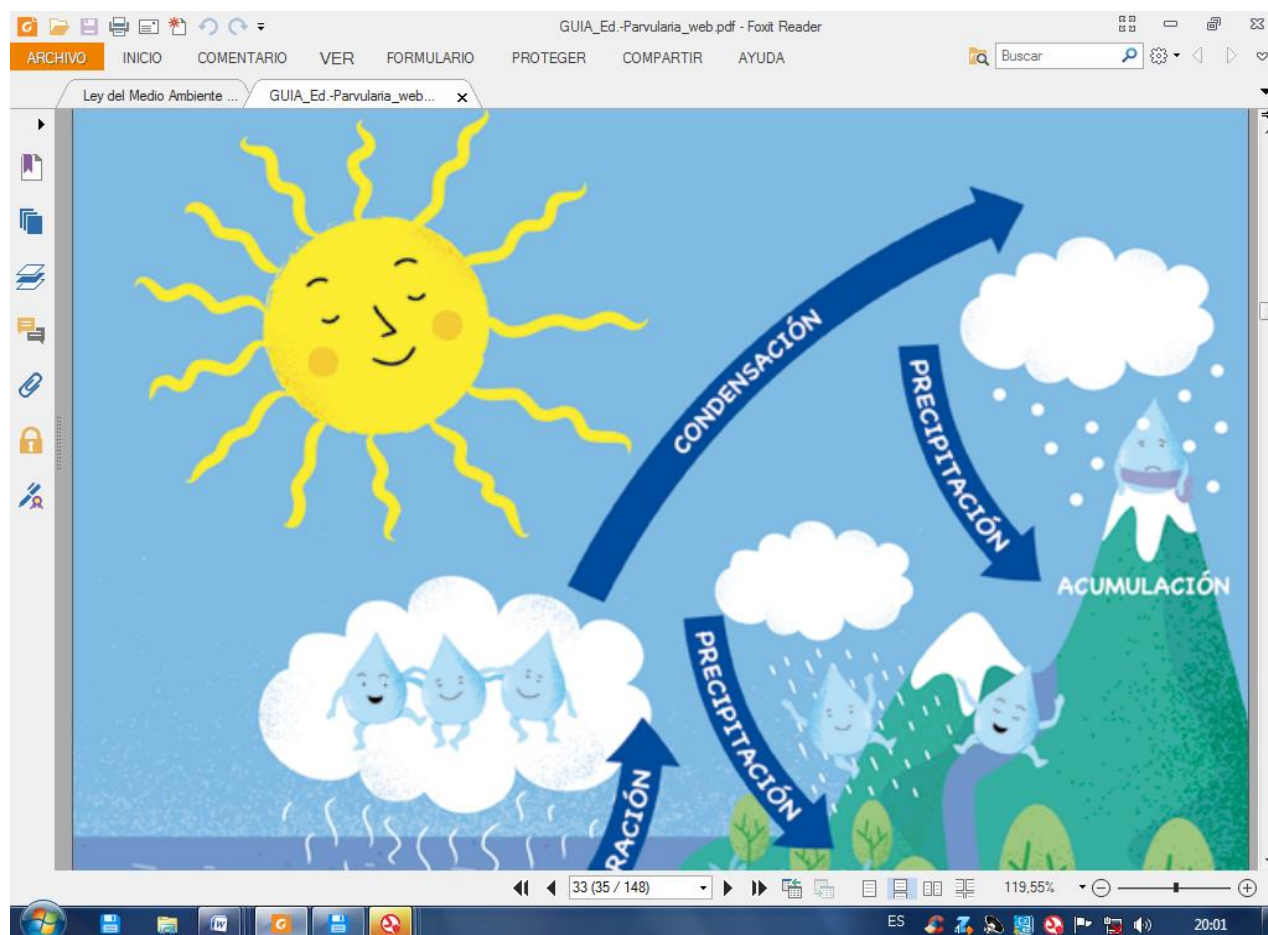 GUIA_Ed.-Parvularia_web.pdf - Foxit Reader
ARCHIVO INICIO COMENTARIO VER FORMULARIO PROTEGER COMPARTIR AYUDA Buscar
Ley del Medio Ambiente ... GUIA_Ed.-Parvularia_web...
CONDENSACIÓN
PRECIPITACIÓN
ACUMULACIÓN
PRECIPITACIÓN
RACIÓN
33 (35 / 148) 119,55%
ES 20:01